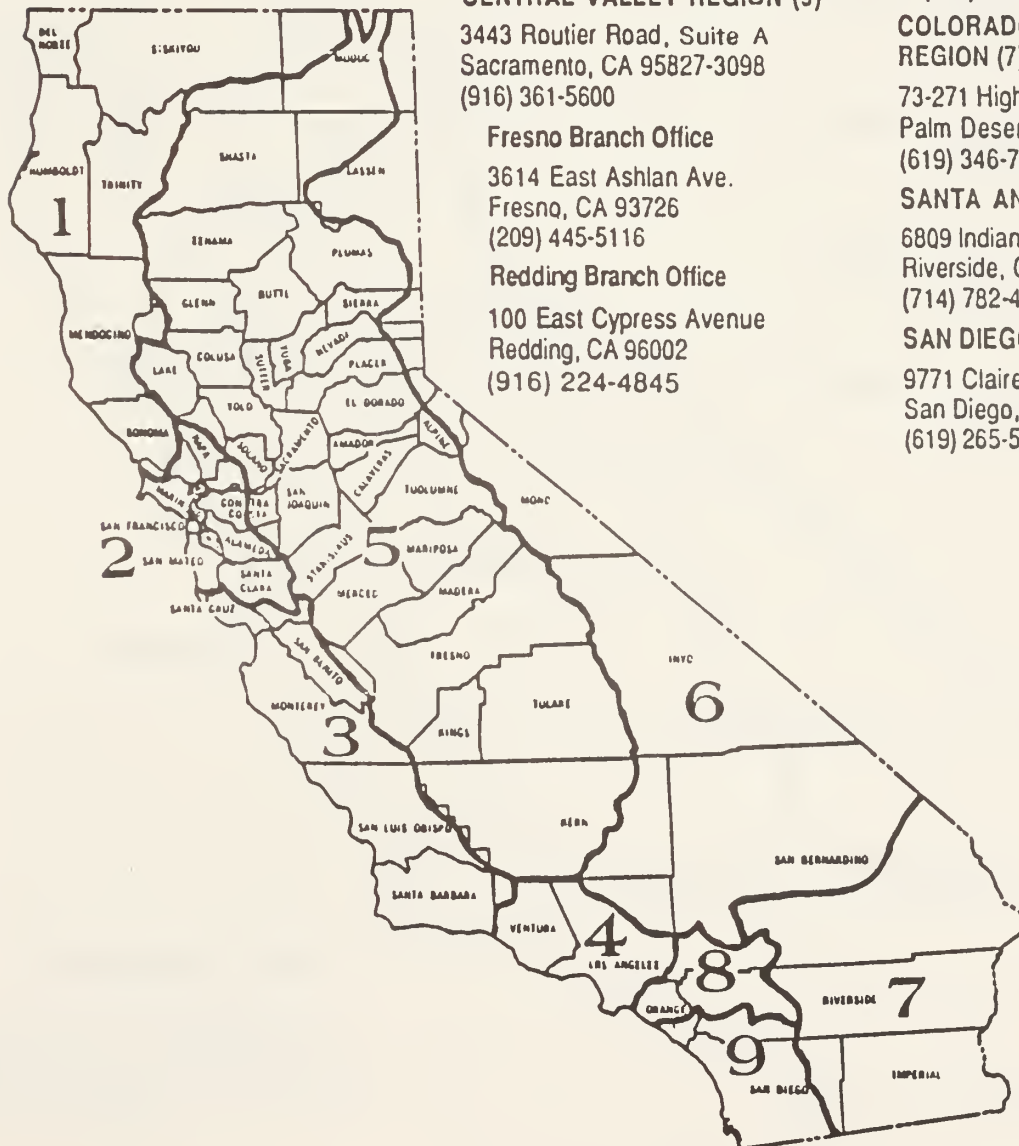 CENTRAL VALLEY REGION (5)
3443 Routier Road, Suite A
Sacramento, CA 95827-3098
(916) 361-5600
Fresno Branch Office
3614 East Ashlan Ave.
Fresno, CA 93726
(209) 445-5116
Redding Branch Office
100 East Cypress Avenue
Redding, CA 96002
(916) 224-4845
COLORADO
REGION (7
73-271 High
Palm Deser
(619) 346-7
SANTA AN
6809 Indian
Riverside, C
(714) 782-4
SAN DIEGO
9771 Claire
San Diego,
(619) 265-5
DEL
NORTE
SISKIYOU
MODOC
HUMBOLDT
TRINITY
SHASTA
LASSEN
1
TEHAMA
PLUMAS
MENDOCINO
GLENN
BUTTE
SIERRA
LAKE
COLUSA
SUTTER
YUBA
NEVADA
PLACER
SONOMA
NAPA
YOLO
SOLANO
SACRAMENTO
EL DORADO
AMADOR
ALPINE
CALAVERAS
MARIN
CONTRA
COSTA
SAN
JOAQUIN
TUOLUMNE
MONO
SAN FRANCISCO
2
SAN MATEO
ALAMEDA
SANTA
CLARA
STANISLAUS
5
MARIPOSA
MERCED
MADERA
SANTA CRUZ
SAN BENITO
FRESNO
INYO
6
MONTEREY
3
KINGS
TULARE
SAN LUIS OBISPO
KERN
SAN BERNARDINO
SANTA BARBARA
VENTURA
4
LOS ANGELES
8
ORANGE
RIVERSIDE
7
9
SAN DIEGO
IMPERIAL